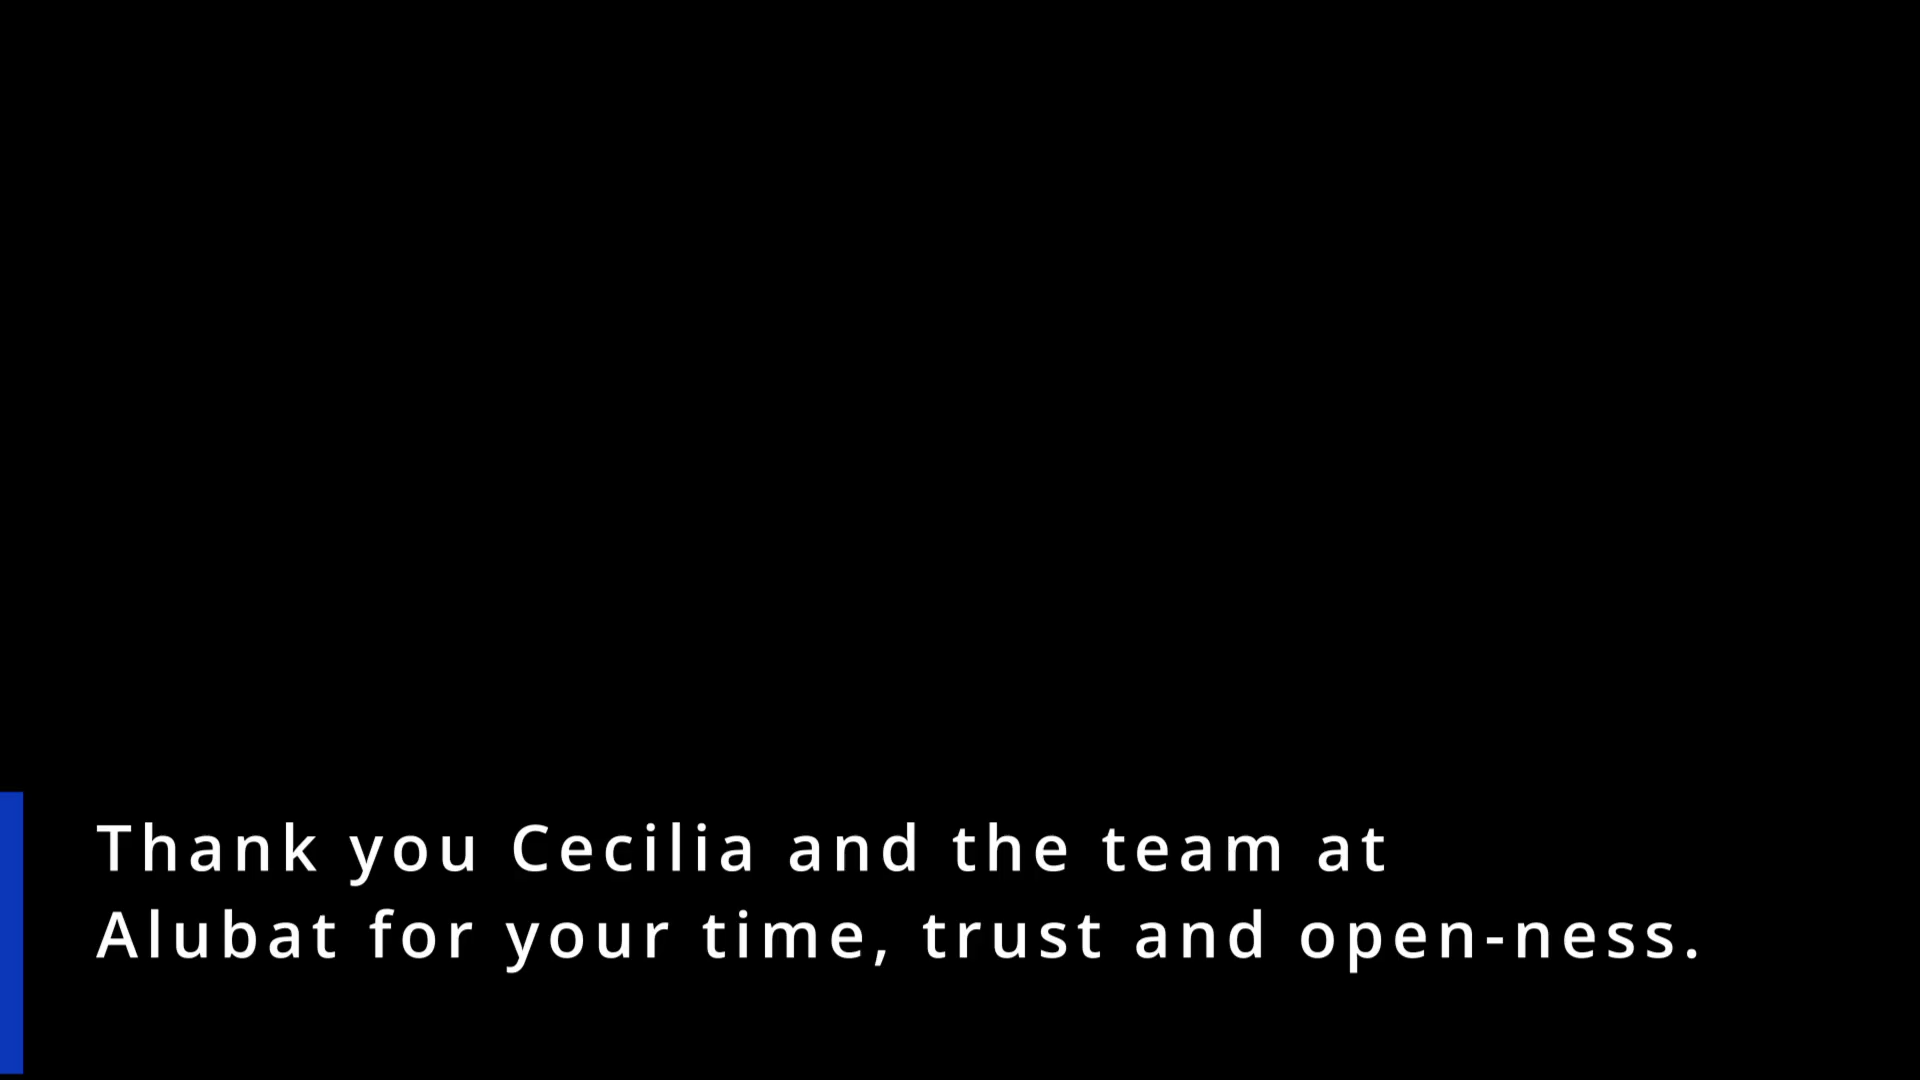 Thank you Cecilia and the team at
Alubat for your time, trust and open-ness.